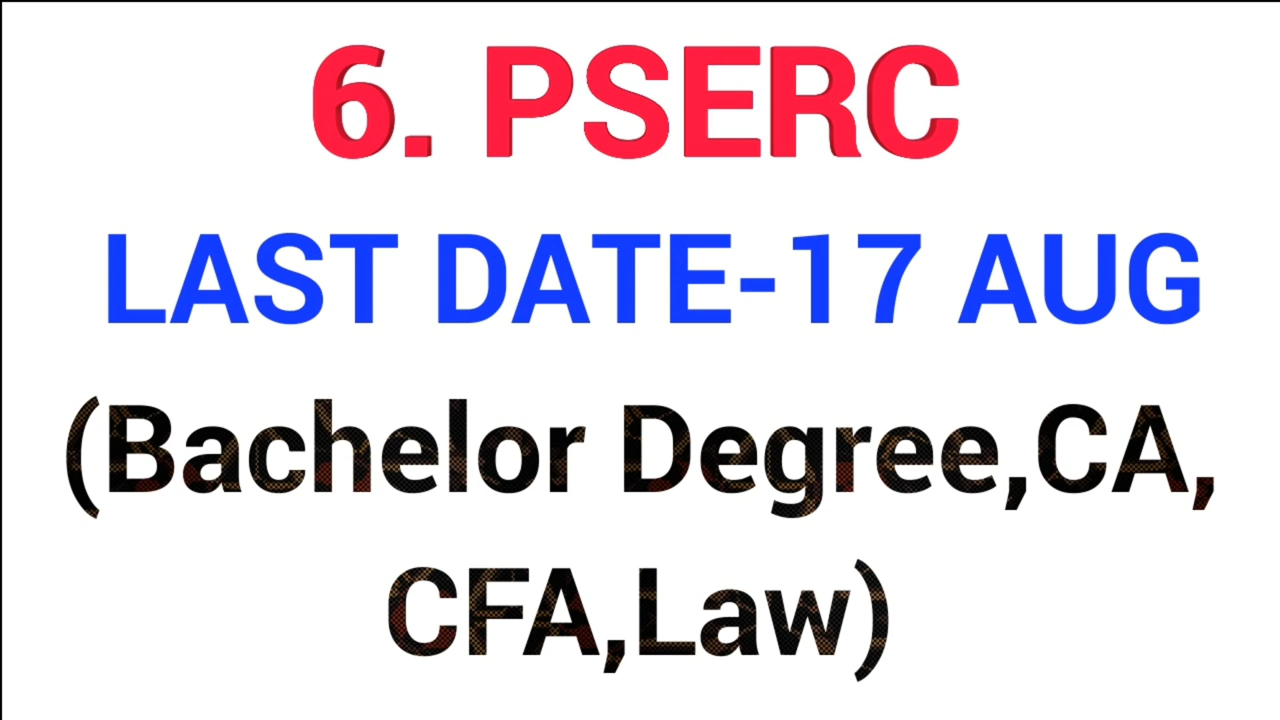 6. PSERC
LAST DATE-17 AUG
(Bachelor Degree,CA,
CFA,Law)